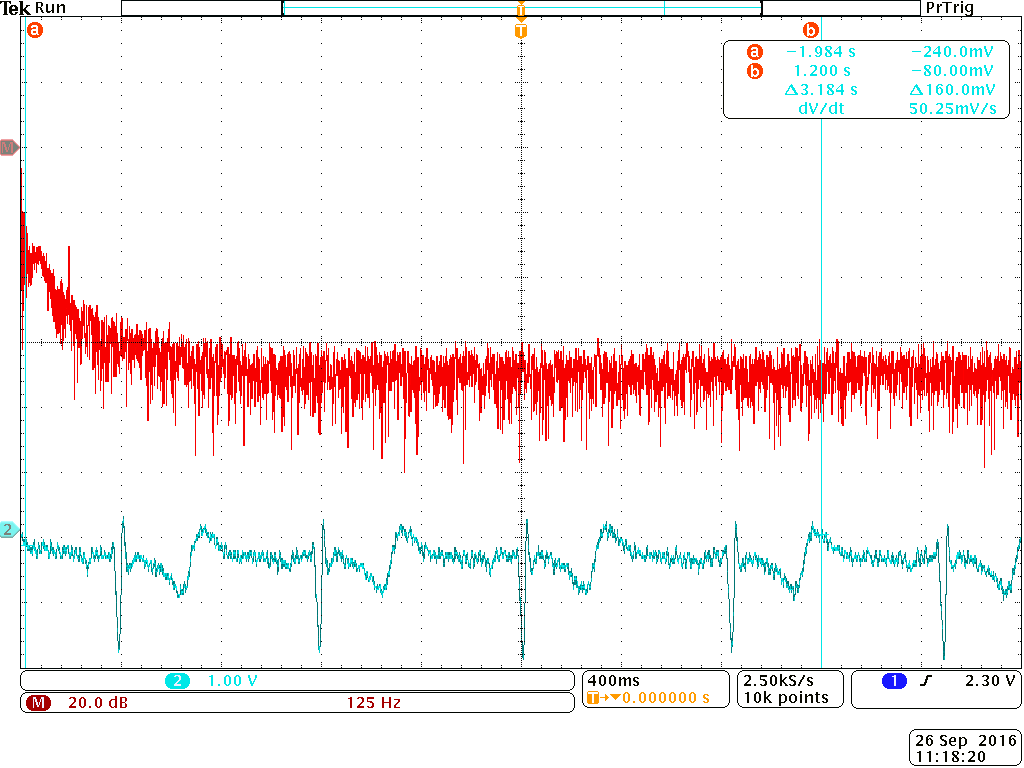 Tek Run PrTrig
T
a T b
a −1.984 s −240.0mV
b 1.200 s −80.00mV
Δ3.184 s Δ160.0mV
dV/dt 50.25mV/s
M
2
2 1.00 V
M 20.0 dB 125 Hz
400ms
T→▼0.000000 s
2.50kS/s
10k points
1 2.30 V
26 Sep 2016
11:18:20